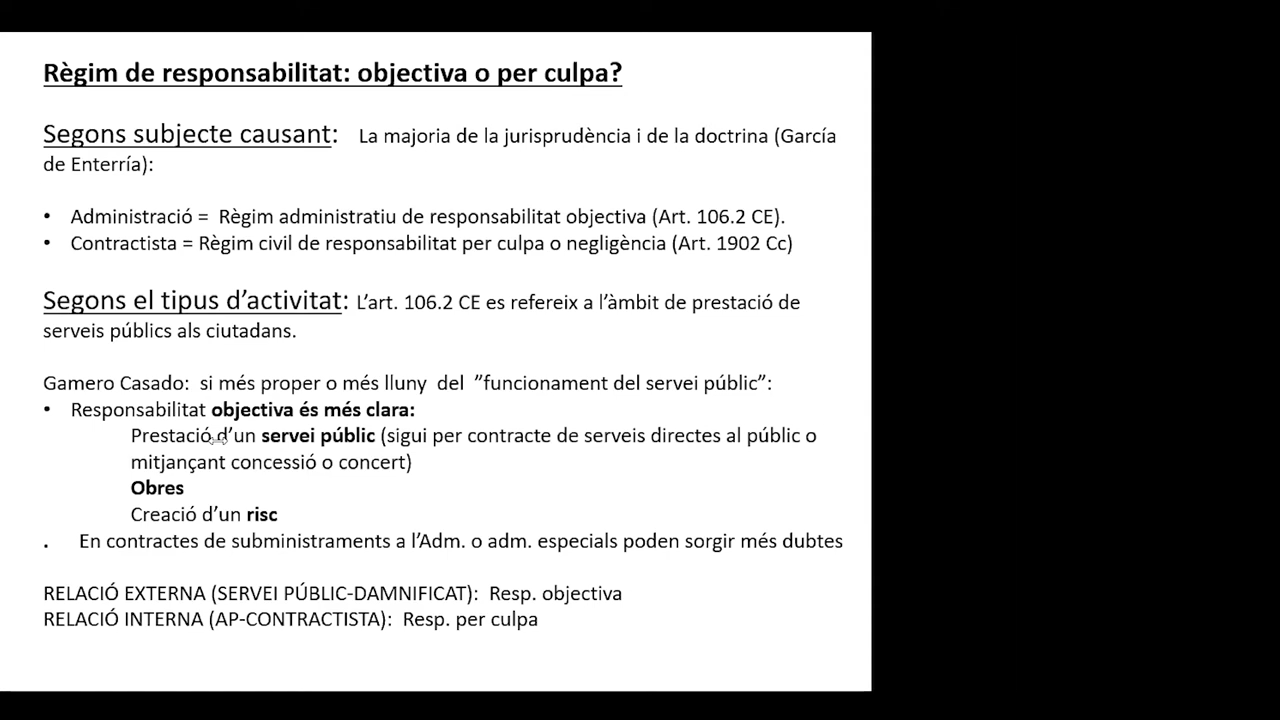 Règim de responsabilitat: objectiva o per culpa?
Segons subjecte causant: La majoria de la jurisprudència i de la doctrina (García
de Enterría):
• Administració = Règim administratiu de responsabilitat objectiva (Art. 106.2 CE).
• Contractista = Règim civil de responsabilitat per culpa o negligència (Art. 1902 Cc)
Segons el tipus d’activitat: L’art. 106.2 CE es refereix a l’àmbit de prestació de
serveis públics als ciutadans.
Gamero Casado: si més proper o més lluny del ”funcionament del servei públic”:
• Responsabilitat objectiva és més clara:
Prestació d’un servei públic (sigui per contracte de serveis directes al públic o
mitjançant concessió o concert)
Obres
Creació d’un risc
. En contractes de subministraments a l’Adm. o adm. especials poden sorgir més dubtes
RELACIÓ EXTERNA (SERVEI PÚBLIC-DAMNIFICAT): Resp. objectiva
RELACIÓ INTERNA (AP-CONTRACTISTA): Resp. per culpa